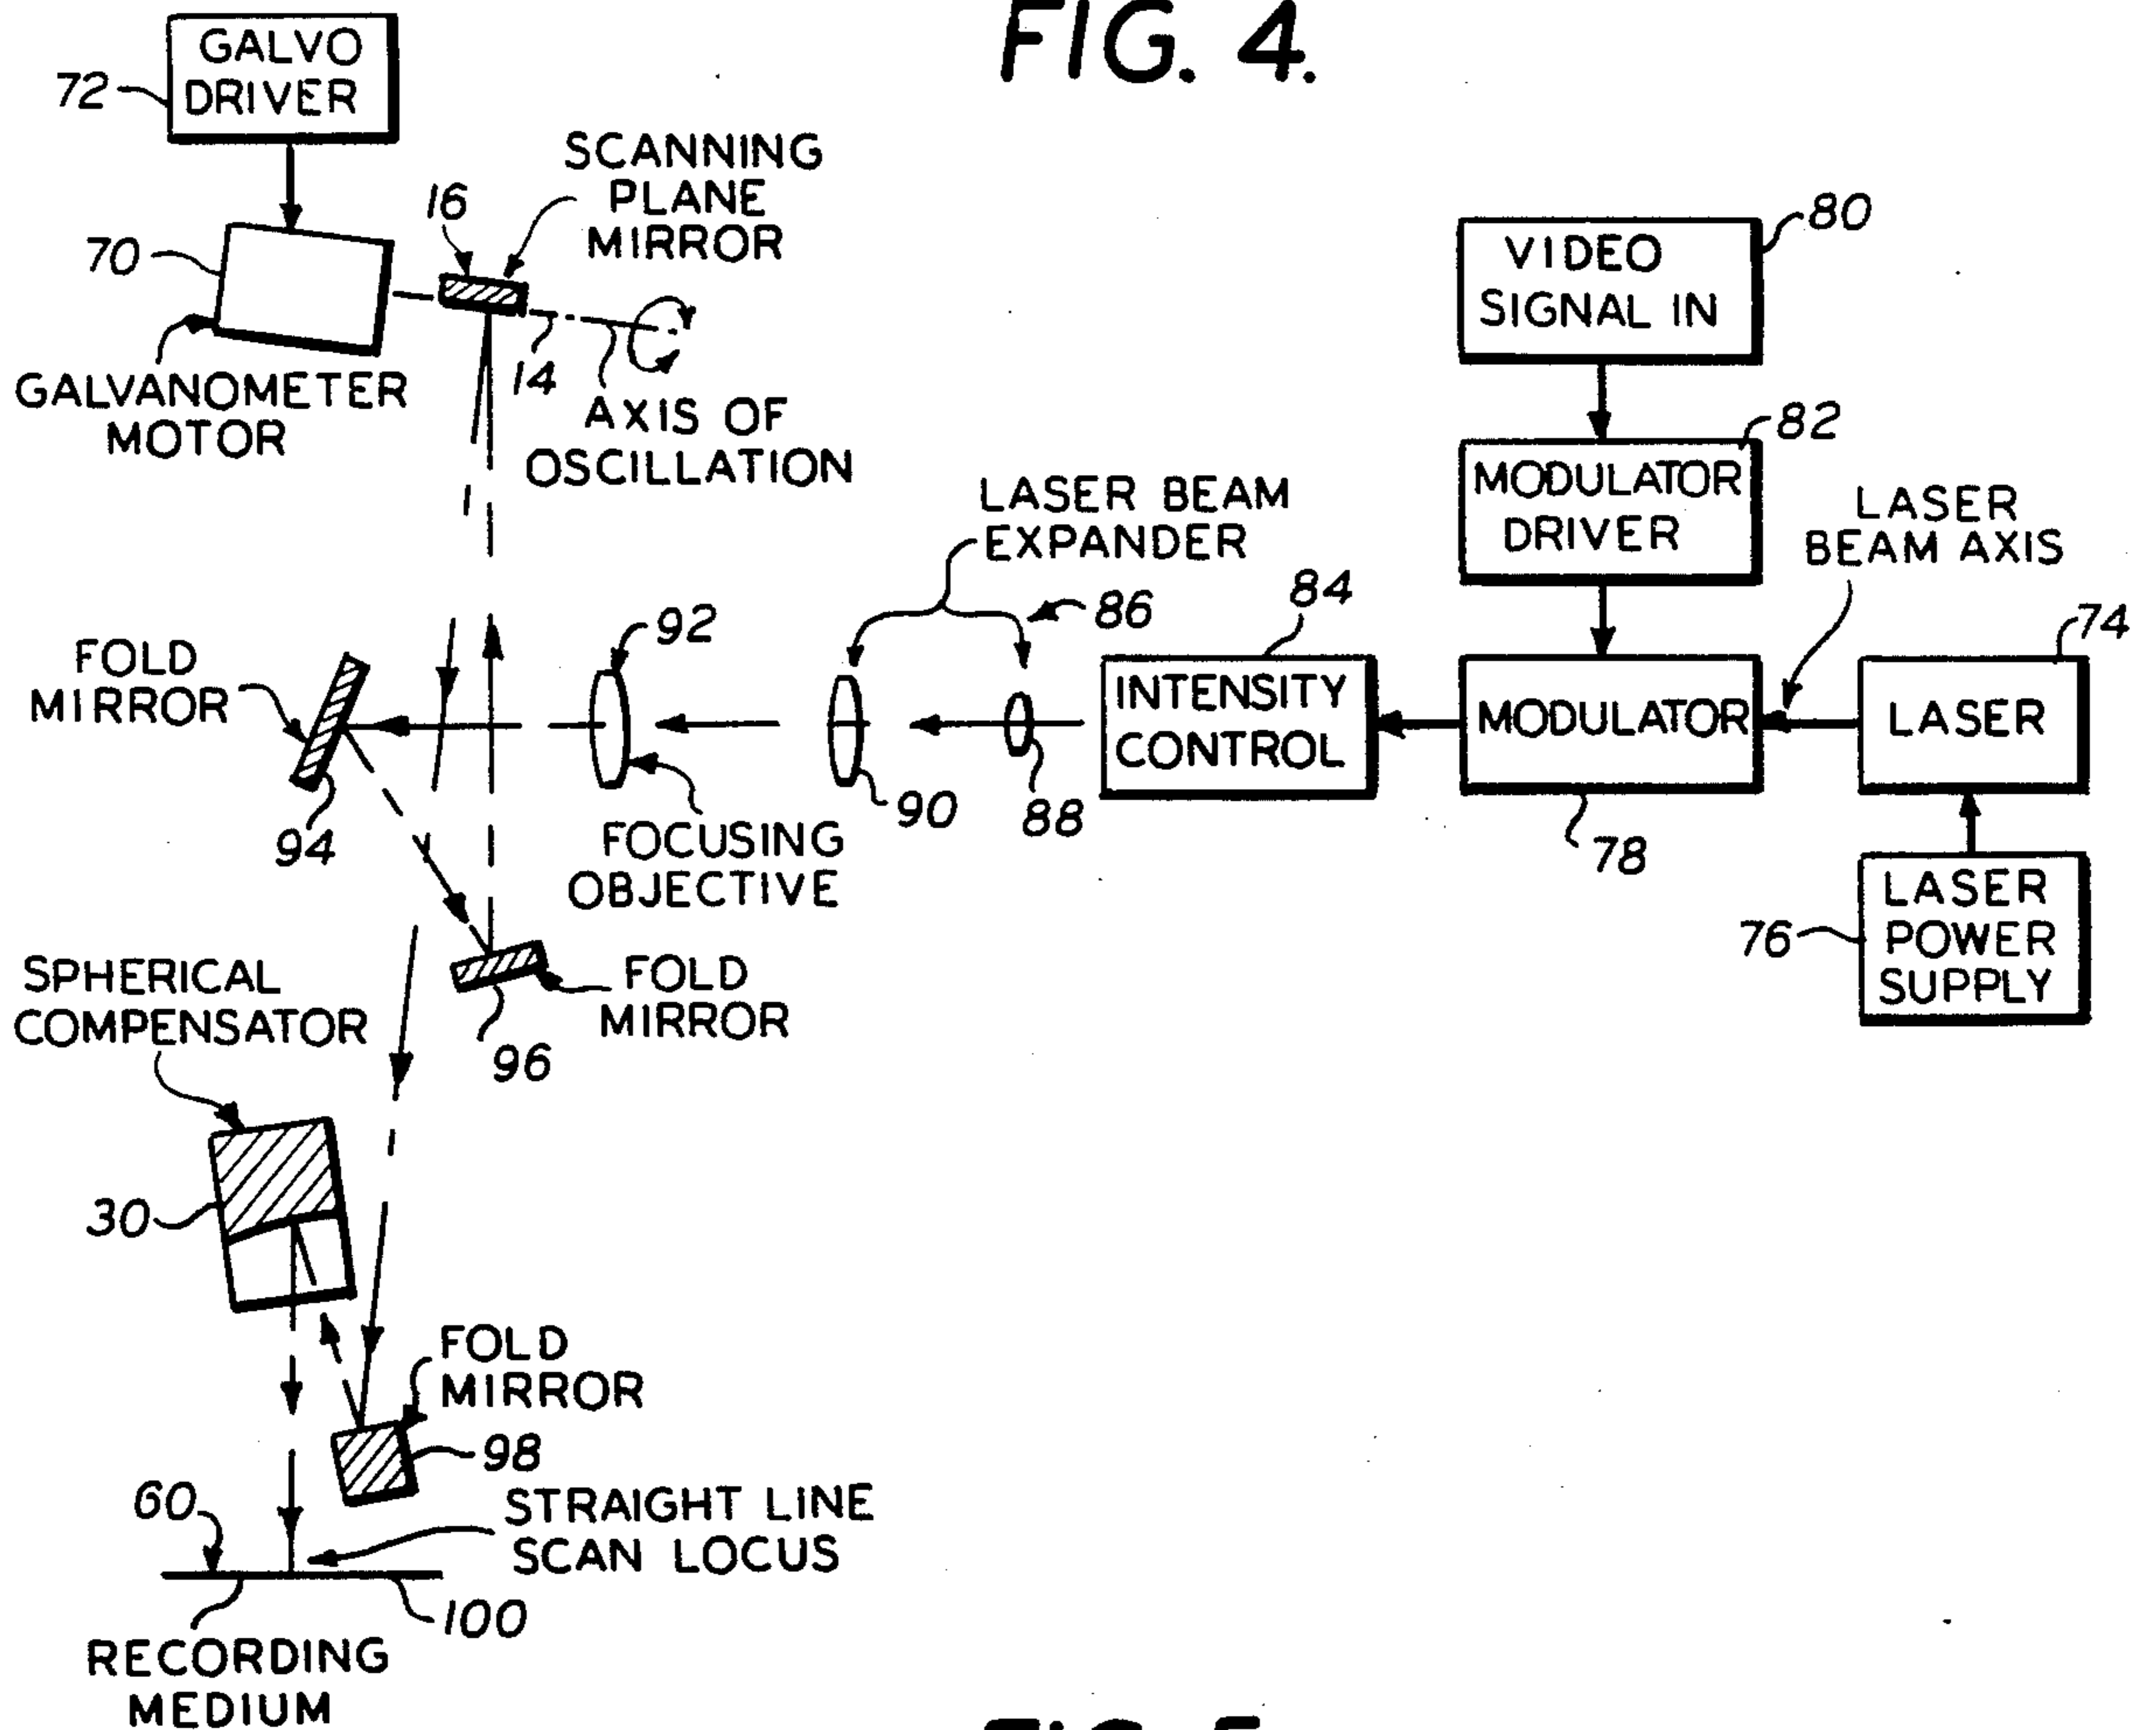 FIG. 4.
GALVO
DRIVER
72
SCANNING
PLANE
MIRROR
16
70
14
GALVANOMETER
MOTOR
AXIS OF
OSCILLATION
VIDEO
SIGNAL IN
80
82
MODULATOR
DRIVER
LASER
BEAM AXIS
LASER BEAM
EXPANDER
86
84
74
92
FOLD
MIRROR
INTENSITY
CONTROL
MODULATOR
LASER
94
90
88
78
FOCUSING
OBJECTIVE
LASER
POWER
SUPPLY
76
SPHERICAL
COMPENSATOR
FOLD
MIRROR
96
30
FOLD
MIRROR
98
60
STRAIGHT LINE
SCAN LOCUS
100
RECORDING
MEDIUM